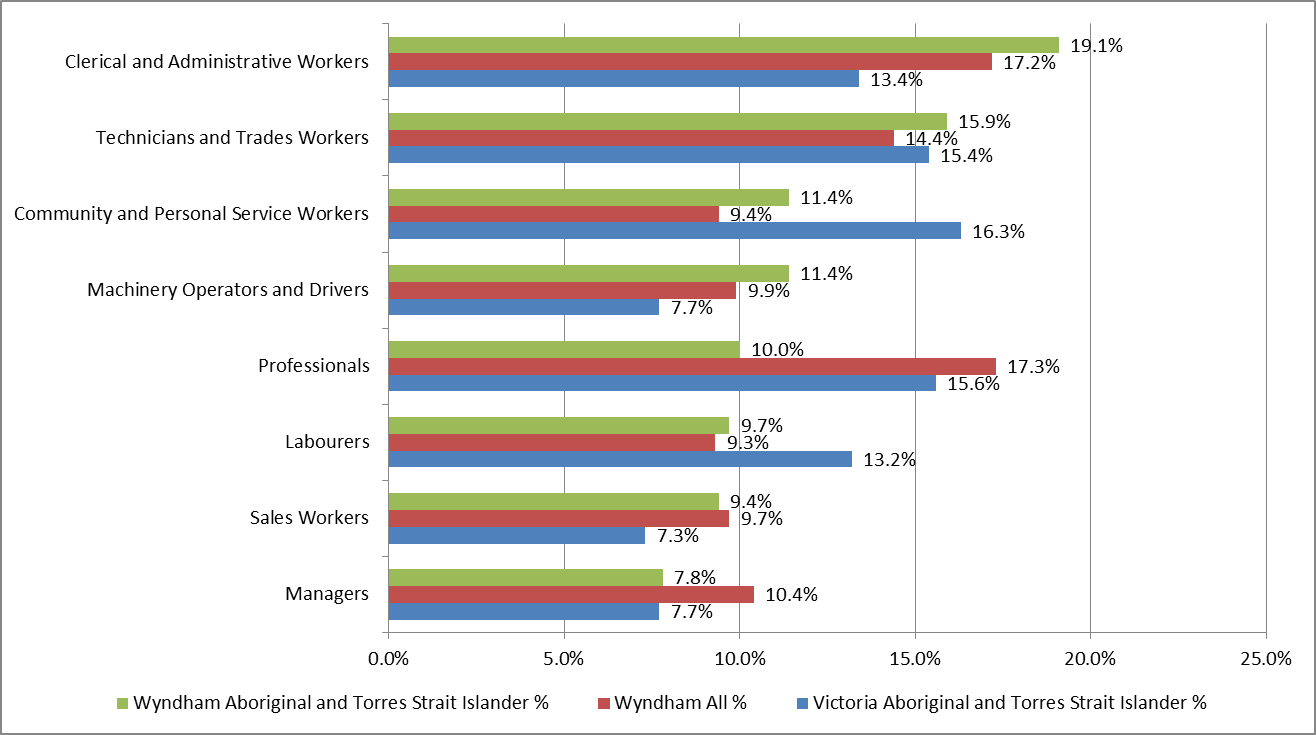 Clerical and Administrative Workers
19.1%
17.2%
13.4%
Technicians and Trades Workers
15.9%
14.4%
15.4%
Community and Personal Service Workers
11.4%
9.4%
16.3%
Machinery Operators and Drivers
11.4%
9.9%
7.7%
Professionals
10.0%
17.3%
15.6%
Labourers
9.7%
9.3%
13.2%
Sales Workers
9.4%
9.7%
7.3%
Managers
7.8%
10.4%
7.7%
0.0% 5.0% 10.0% 15.0% 20.0% 25.0%
Wyndham Aboriginal and Torres Strait Islander % Wyndham All % Victoria Aboriginal and Torres Strait Islander %